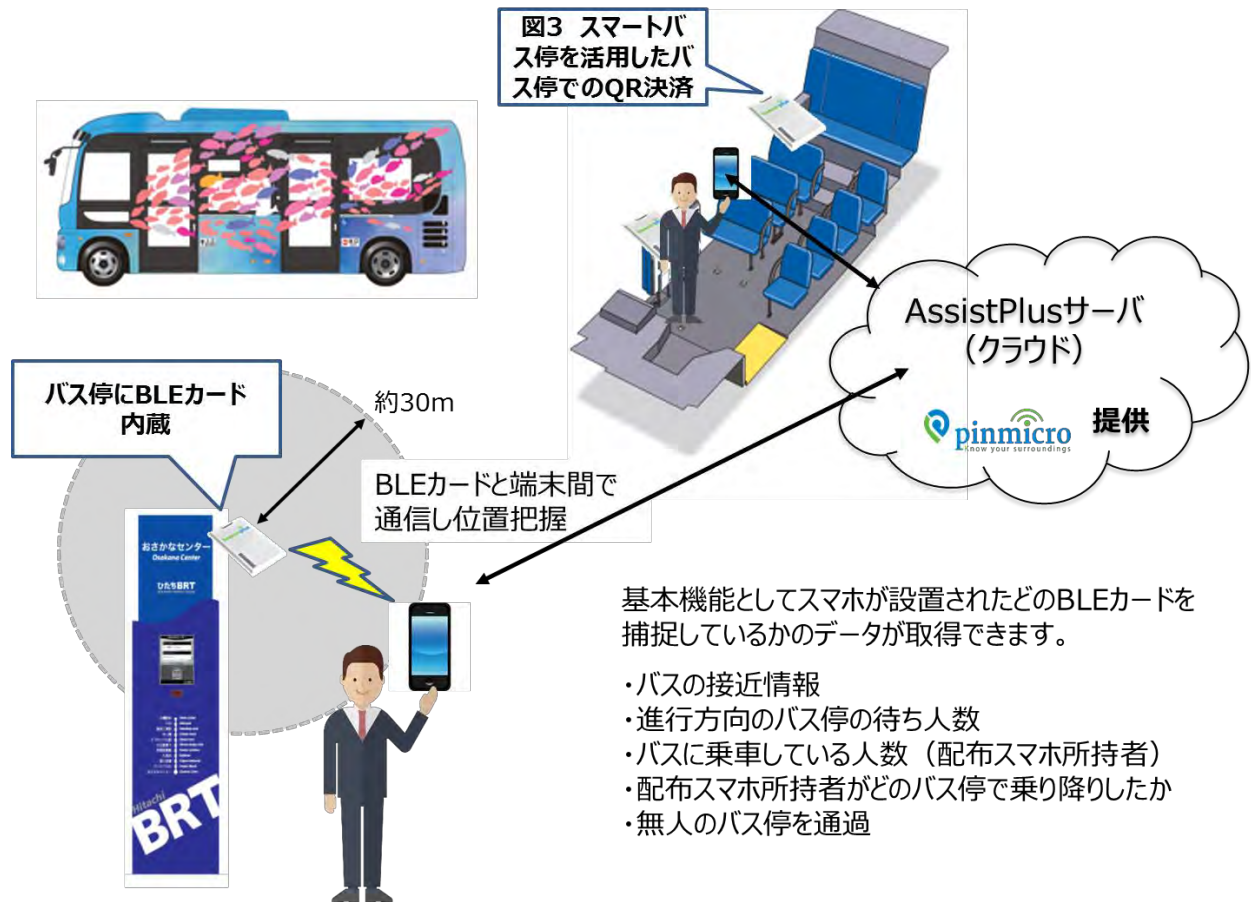 図3 スマートバ
ス停を活用したバ
ス停でのQR決済
AssistPlusサーバ
（クラウド）
pinmicro 提供
Know your surroundings
バス停にBLEカード
内蔵
約30m
BLEカードと端末間で
通信し位置把握
おさかなセンター
Osakana Center
ひたちBRT
Hitachi
BRT
基本機能としてスマホが設置されたどのBLEカードを
捕捉しているかのデータが取得できます。
・バスの接近情報
・進行方向のバス停の待ち人数
・バスに乗車している人数（配布スマホ所持者）
・配布スマホ所持者がどのバス停で乗り降りしたか
・無人のバス停を通過